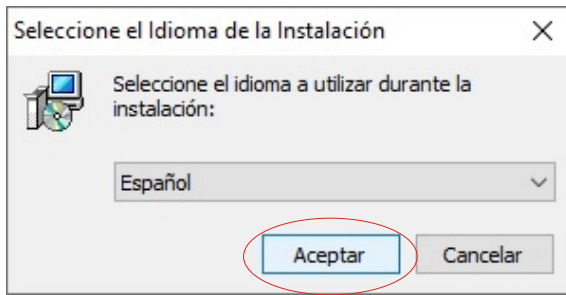 Seleccione el Idioma de la Instalación
Seleccione el idioma a utilizar durante la
instalación:
Español
Aceptar Cancelar